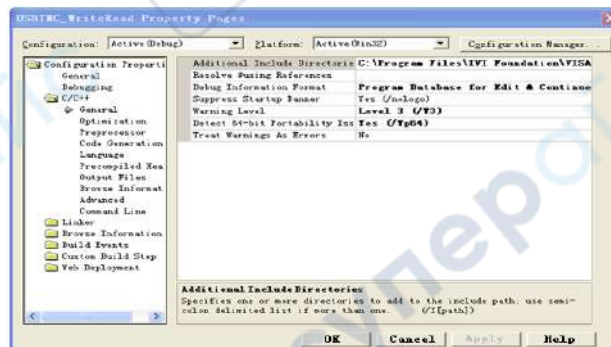 USBTMC_WriteRead Property Pages
Configuration: Active(Debug) Platform: Active(Win32) Configuration Manager...
Configuration Properti
General
Debugging
C/C++
General
Optimization
Preprocessor
Code Generation
Language
Precompiled Hea
Output Files
Browse Informat
Advanced
Command Line
Linker
Browse Information
Build Events
Custom Build Step
Web Deployment
Additional Include Directorie C:\Program Files\IVI Foundation\VISA
Resolve #using References
Debug Information Format Program Database for Edit & Continue
Suppress Startup Banner Yes (/nologo)
Warning Level Level 3 (/W3)
Detect 64-bit Portability Iss Yes (/Wp64)
Treat Warnings As Errors No
Additional Include Directories
Specifies one or more directories to add to the include path; use semi-
colon delimited list if more than one. (/I[path])
OK Cancel Apply Help